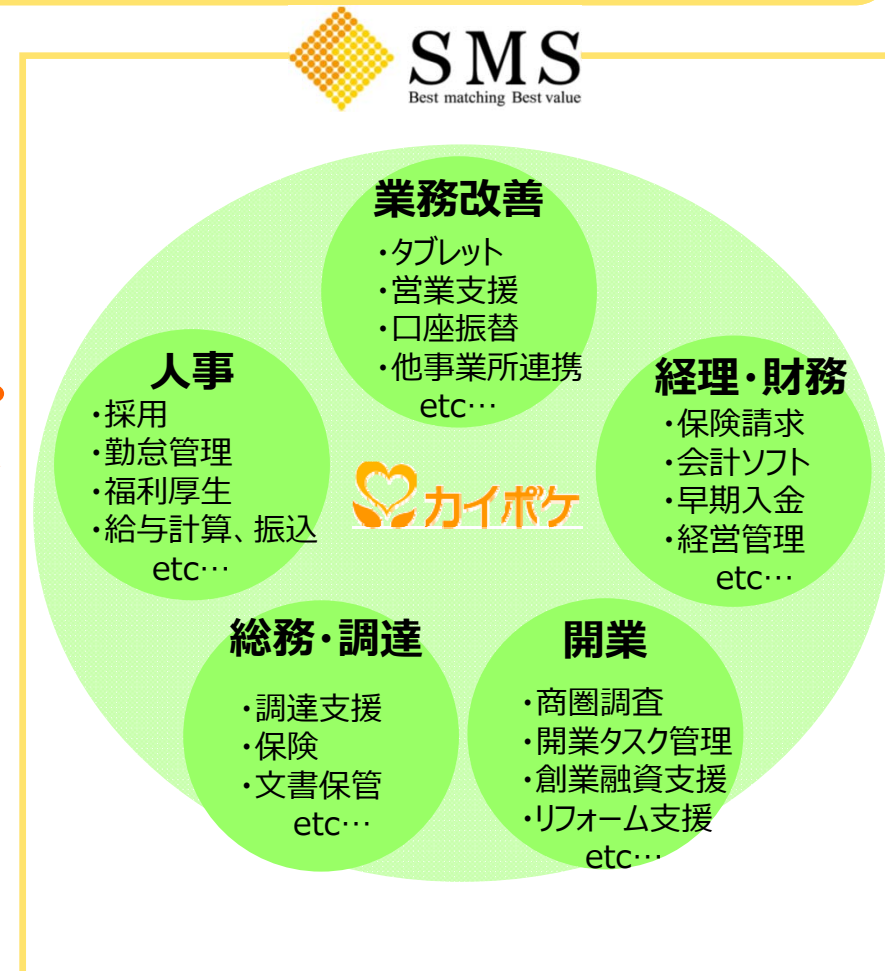 SMS
Best matching Best value
業務改善
・タブレット
・営業支援
・口座振替
・他事業所連携
etc…
人事
・採用
・勤怠管理
・福利厚生
・給与計算、振込
etc…
経理・財務
・保険請求
・会計ソフト
・早期入金
・経営管理
etc…
カイポケ
総務・調達
・調達支援
・保険
・文書保管
etc…
開業
・商圏調査
・開業タスク管理
・創業融資支援
・リフォーム支援
etc…